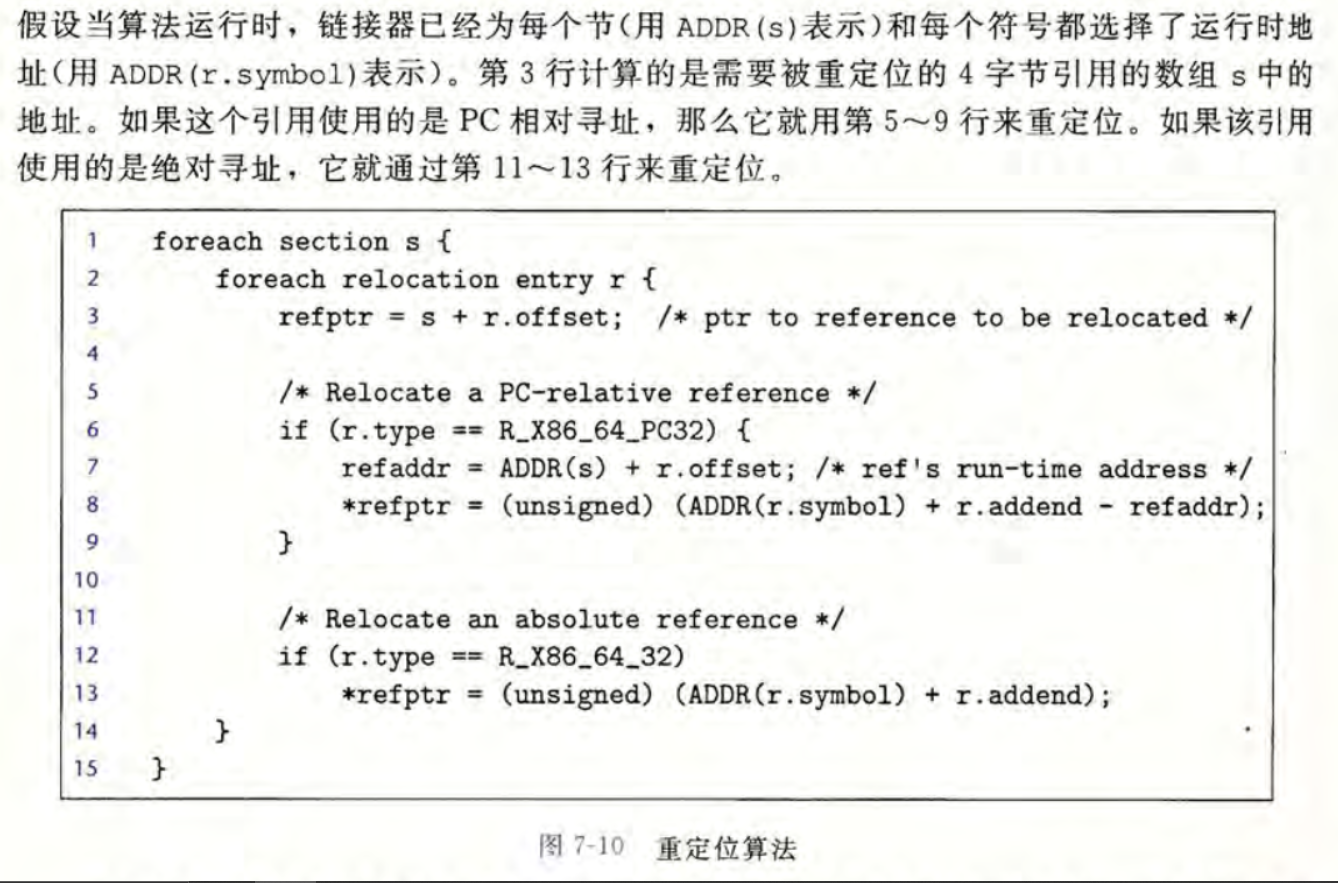 假设当算法运行时，链接器已经为每个节(用 ADDR(s)表示)和每个符号都选择了运行时地
址(用 ADDR(r.symbol)表示)。第 3 行计算的是需要被重定位的 4 字节引用的数组 s 中的
地址。如果这个引用使用的是 PC 相对寻址，那么它就用第 5～9 行来重定位。如果该引用
使用的是绝对寻址，它就通过第 11～13 行来重定位。
1 foreach section s {
2 foreach relocation entry r {
3 refptr = s + r.offset; /* ptr to reference to be relocated */
4
5 /* Relocate a PC-relative reference */
6 if (r.type == R_X86_64_PC32) {
7 refaddr = ADDR(s) + r.offset; /* ref's run-time address */
8 *refptr = (unsigned) (ADDR(r.symbol) + r.addend - refaddr);
9 }
10
11 /* Relocate an absolute reference */
12 if (r.type == R_X86_64_32)
13 *refptr = (unsigned) (ADDR(r.symbol) + r.addend);
14 }
15 }
图 7-10 重定位算法